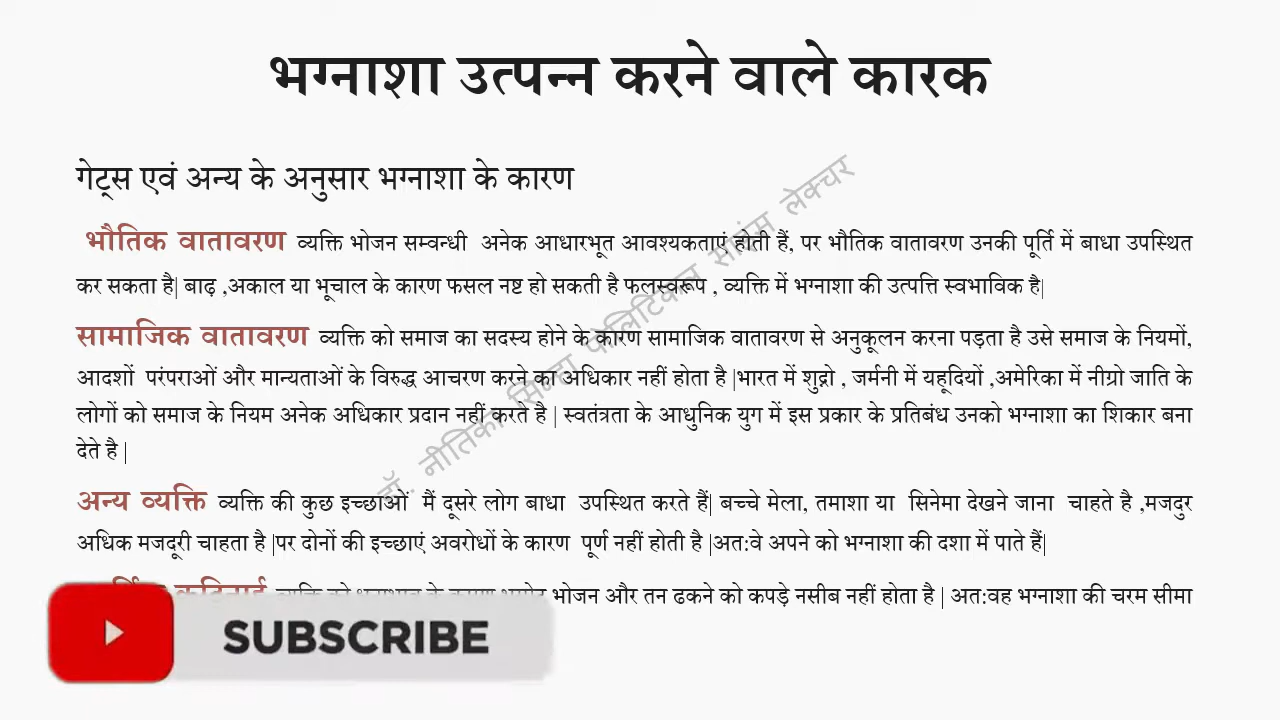 भग्नाशा उत्पन्न करने वाले कारक
गेट्स एवं अन्य के अनुसार भग्नाशा के कारण
भौतिक वातावरण व्यक्ति भोजन सम्वन्धी अनेक आधारभूत आवश्यकताएं होती हैं, पर भौतिक वातावरण उनकी पूर्ति में बाधा उपस्थित
कर सकता है| बाढ़ ,अकाल या भूचाल के कारण फसल नष्ट हो सकती है फलस्वरूप , व्यक्ति में भग्नाशा की उत्पत्ति स्वभाविक है|
सामाजिक वातावरण व्यक्ति को समाज का सदस्य होने के कारण सामाजिक वातावरण से अनुकूलन करना पड़ता है उसे समाज के नियमों,
आदशों परंपराओं और मान्यताओं के विरुद्ध आचरण करने का अधिकार नहीं होता है |भारत में शुद्रो , जर्मनी में यहूदियों ,अमेरिका में नीग्रो जाति के
लोगों को समाज के नियम अनेक अधिकार प्रदान नहीं करते है | स्वतंत्रता के आधुनिक युग में इस प्रकार के प्रतिबंध उनको भग्नाशा का शिकार बना
देते है |
अन्य व्यक्ति व्यक्ति की कुछ इच्छाओं मैं दूसरे लोग बाधा उपस्थित करते हैं| बच्चे मेला, तमाशा या सिनेमा देखने जाना चाहते है ,मजदुर
अधिक मजदूरी चाहता है |पर दोनों की इच्छाएं अवरोधों के कारण पूर्ण नहीं होती है |अत:वे अपने को भग्नाशा की दशा में पाते हैं|
भोजन और तन ढकने को कपड़े नसीब नहीं होता है | अत:वह भग्नाशा की चरम सीमा
SUBSCRIBE
डॉ. नीतिका सिन्हा पोलिटिकल साइंस लेक्चर